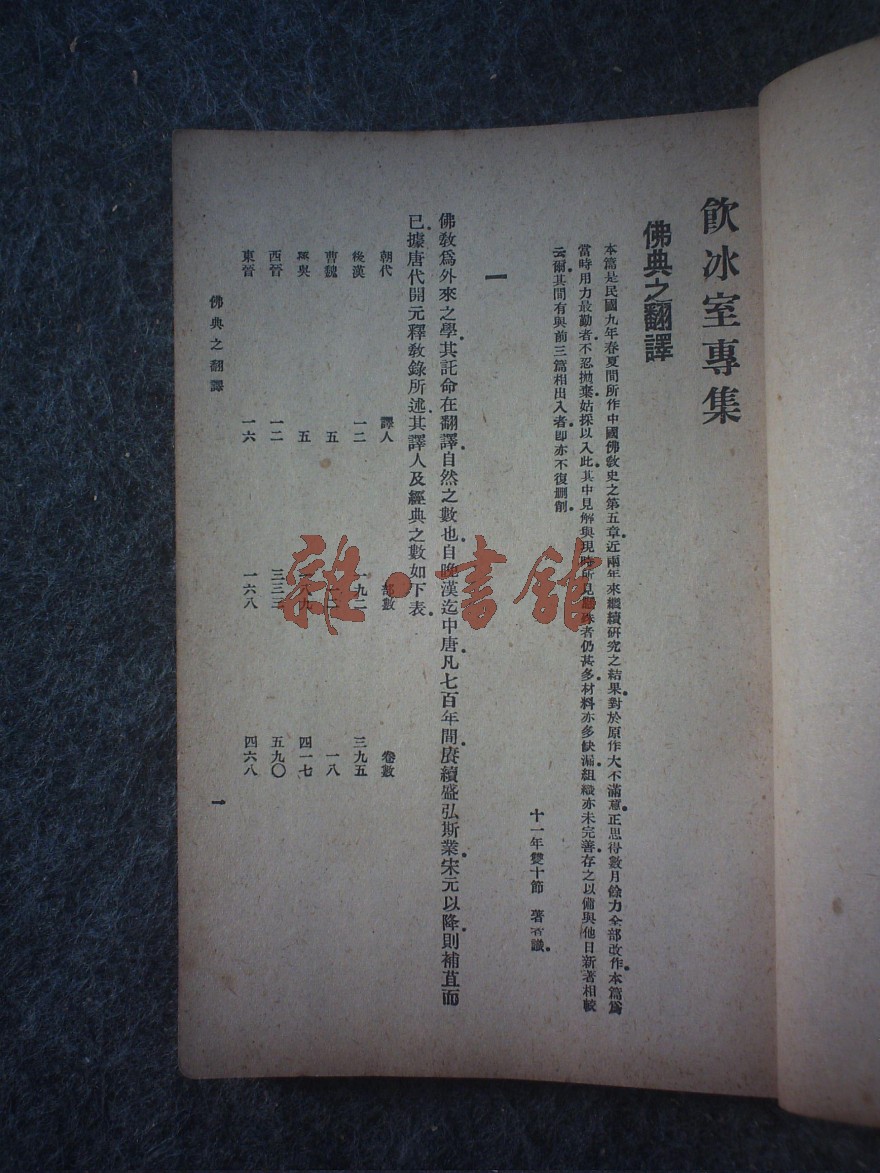 飲冰室專集
佛典之翻譯
本篇是民國九年春夏間所作中國佛教史之第五章近兩年來繼續研究之結果對於原作大不滿意正思得數月餘力全部改作本篇爲
當時用力最勤者不忍拋棄姑採以入此其中見解與現時所見者仍甚多材料亦多缺漏組織亦未完善存之以備與他日新著相較
云爾其間有與前三篇相出入者卽亦不復删削
十一年雙十節 著者識
一
佛教爲外來之學其託命在翻譯自然之數也自晚漢迄中唐凡七百年間賡續盛弘斯業宋元以降則補苴而
已據唐代開元釋教錄所述其譯人及經典之數如下表
朝代 譯人 部數 卷數
後漢 一二 一九二 三九五
曹魏 五 一八
孫吳 五 四一七
西晉 一二 三三三 五九〇
東晉 一六 一六八 四六八
佛典之翻譯
一
雜·書館